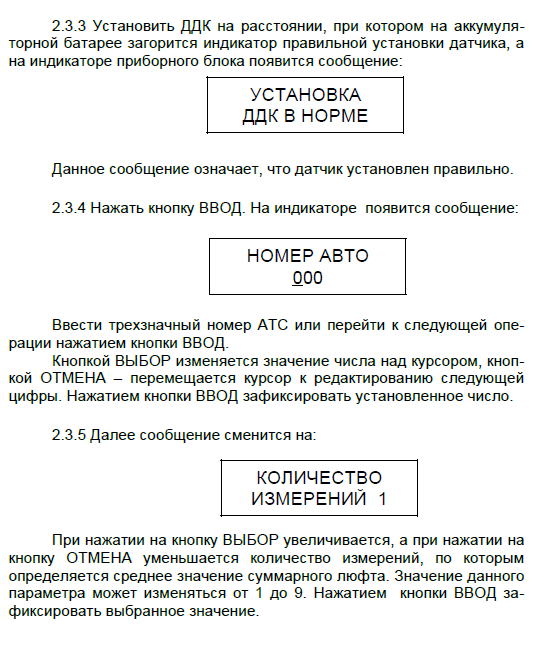 2.3.3 Установить ДДК на расстоянии, при котором на аккумуля-
торной батарее загорится индикатор правильной установки датчика, а
на индикаторе приборного блока появится сообщение:
УСТАНОВКА
ДДК В НОРМЕ
Данное сообщение означает, что датчик установлен правильно.
2.3.4 Нажать кнопку ВВОД. На индикаторе появится сообщение:
НОМЕР АВТО
000
Ввести трехзначный номер АТС или перейти к следующей опе-
рации нажатием кнопки ВВОД.
Кнопкой ВЫБОР изменяется значение числа над курсором, кноп-
кой ОТМЕНА – перемещается курсор к редактированию следующей
цифры. Нажатием кнопки ВВОД зафиксировать установленное число.
2.3.5 Далее сообщение сменится на:
КОЛИЧЕСТВО
ИЗМЕРЕНИЙ 1
При нажатии на кнопку ВЫБОР увеличивается, а при нажатии на
кнопку ОТМЕНА уменьшается количество измерений, по которым
определяется среднее значение суммарного люфта. Значение данного
параметра может изменяться от 1 до 9. Нажатием кнопки ВВОД за-
фиксировать выбранное значение.